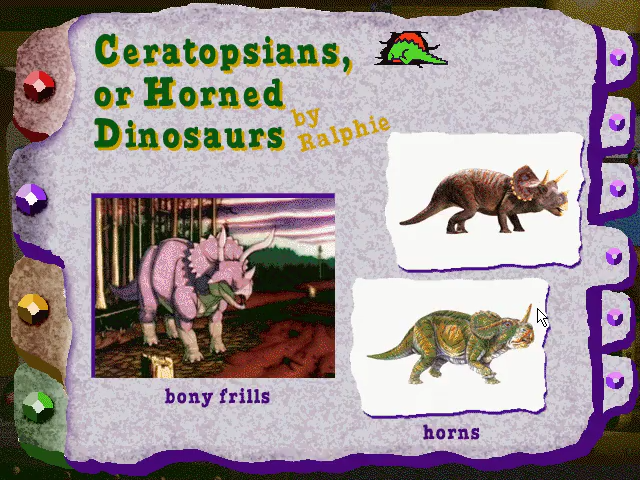 Ceratopsians,
or Horned
Dinosaurs
by
Ralphie
bony frills
horns